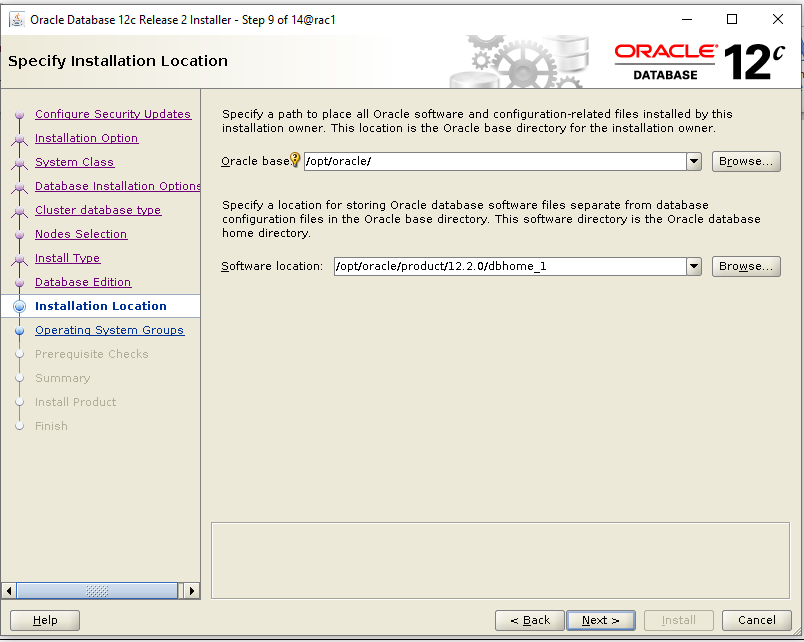 Oracle Database 12c Release 2 Installer - Step 9 of 14@rac1
Specify Installation Location
ORACLE
DATABASE
12c
Configure Security Updates
Installation Option
System Class
Database Installation Options
Cluster database type
Nodes Selection
Install Type
Database Edition
Installation Location
Operating System Groups
Prerequisite Checks
Summary
Install Product
Finish
Specify a path to place all Oracle software and configuration-related files installed by this
installation owner. This location is the Oracle base directory for the installation owner.
Oracle base: /opt/oracle/ Browse...
Specify a location for storing Oracle database software files separate from database
configuration files in the Oracle base directory. This software directory is the Oracle database
home directory.
Software location: /opt/oracle/product/12.2.0/dbhome_1 Browse...
Help < Back Next > Install Cancel